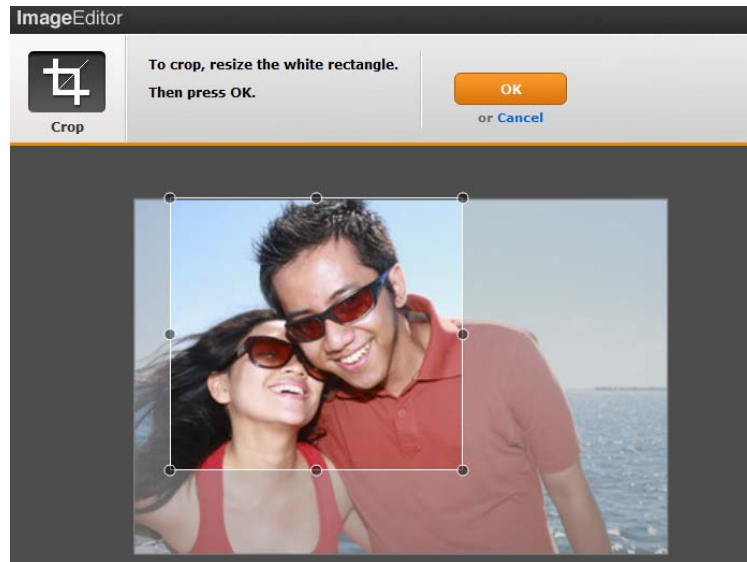 ImageEditor
To crop, resize the white rectangle.
Then press OK.
OK
or Cancel
Crop